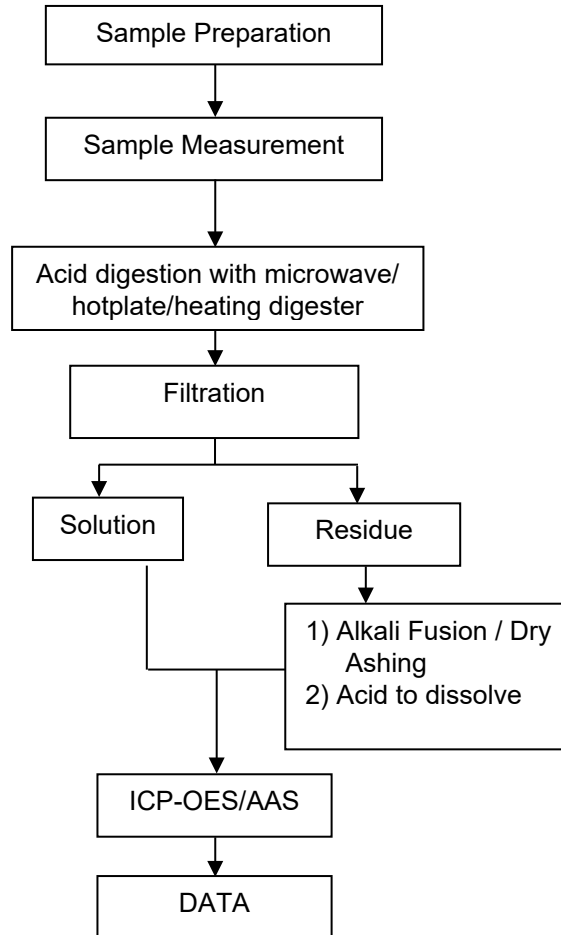 Sample Preparation
Sample Measurement
Acid digestion with microwave/
hotplate/heating digester
Filtration
Solution
Residue
1) Alkali Fusion / Dry
Ashing
2) Acid to dissolve
ICP-OES/AAS
DATA